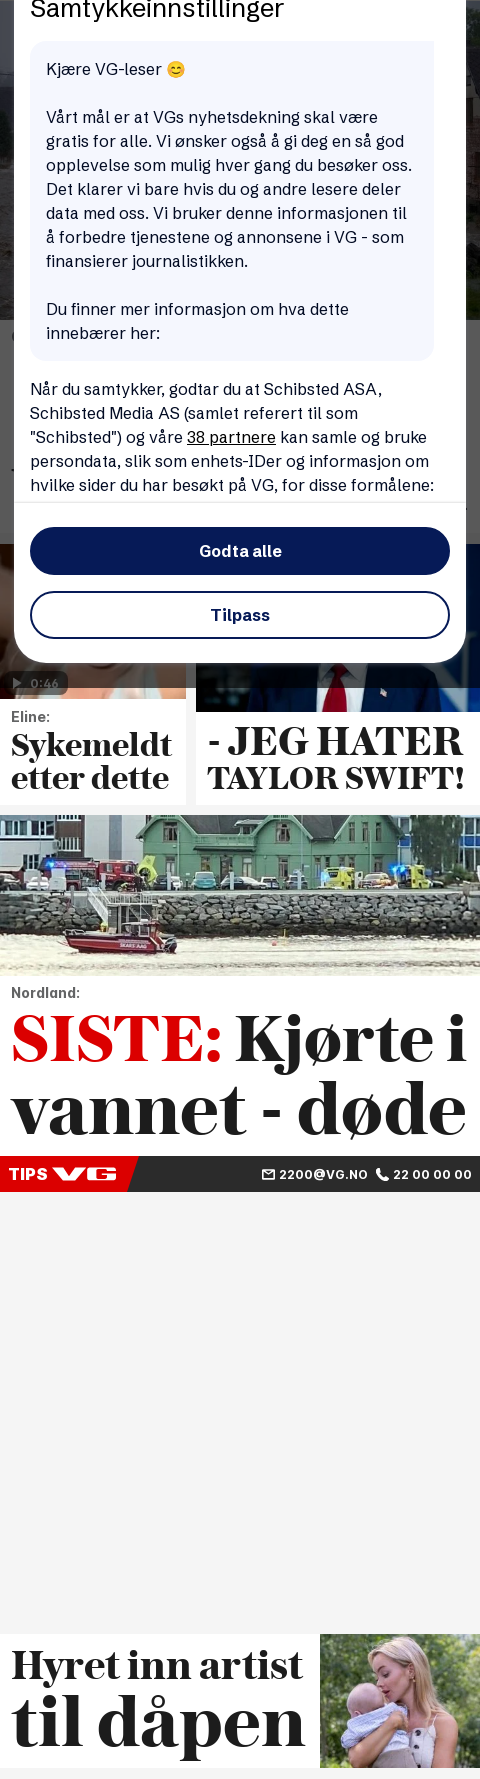 Samtykkeinnstillinger
Kjære VG-leser 😊
Vårt mål er at VGs nyhetsdekning skal være
gratis for alle. Vi ønsker også å gi deg en så god
opplevelse som mulig hver gang du besøker oss.
Det klarer vi bare hvis du og andre lesere deler
data med oss. Vi bruker denne informasjonen til
å forbedre tjenestene og annonsene i VG - som
finansierer journalistikken.
Du finner mer informasjon om hva dette
innebærer her:
Når du samtykker, godtar du at Schibsted ASA,
Schibsted Media AS (samlet referert til som
"Schibsted") og våre 38 partnere kan samle og bruke
persondata, slik som enhets-IDer og informasjon om
hvilke sider du har besøkt på VG, for disse formålene:
Godta alle
Tilpass
0:46
Eline:
Sykemeldt
etter dette
- JEG HATER
TAYLOR SWIFT!
Nordland:
SISTE: Kjørte i
vannet - døde
TIPS VG 2200@VG.NO 22 00 00 00
Hyret inn artist
til dåpen